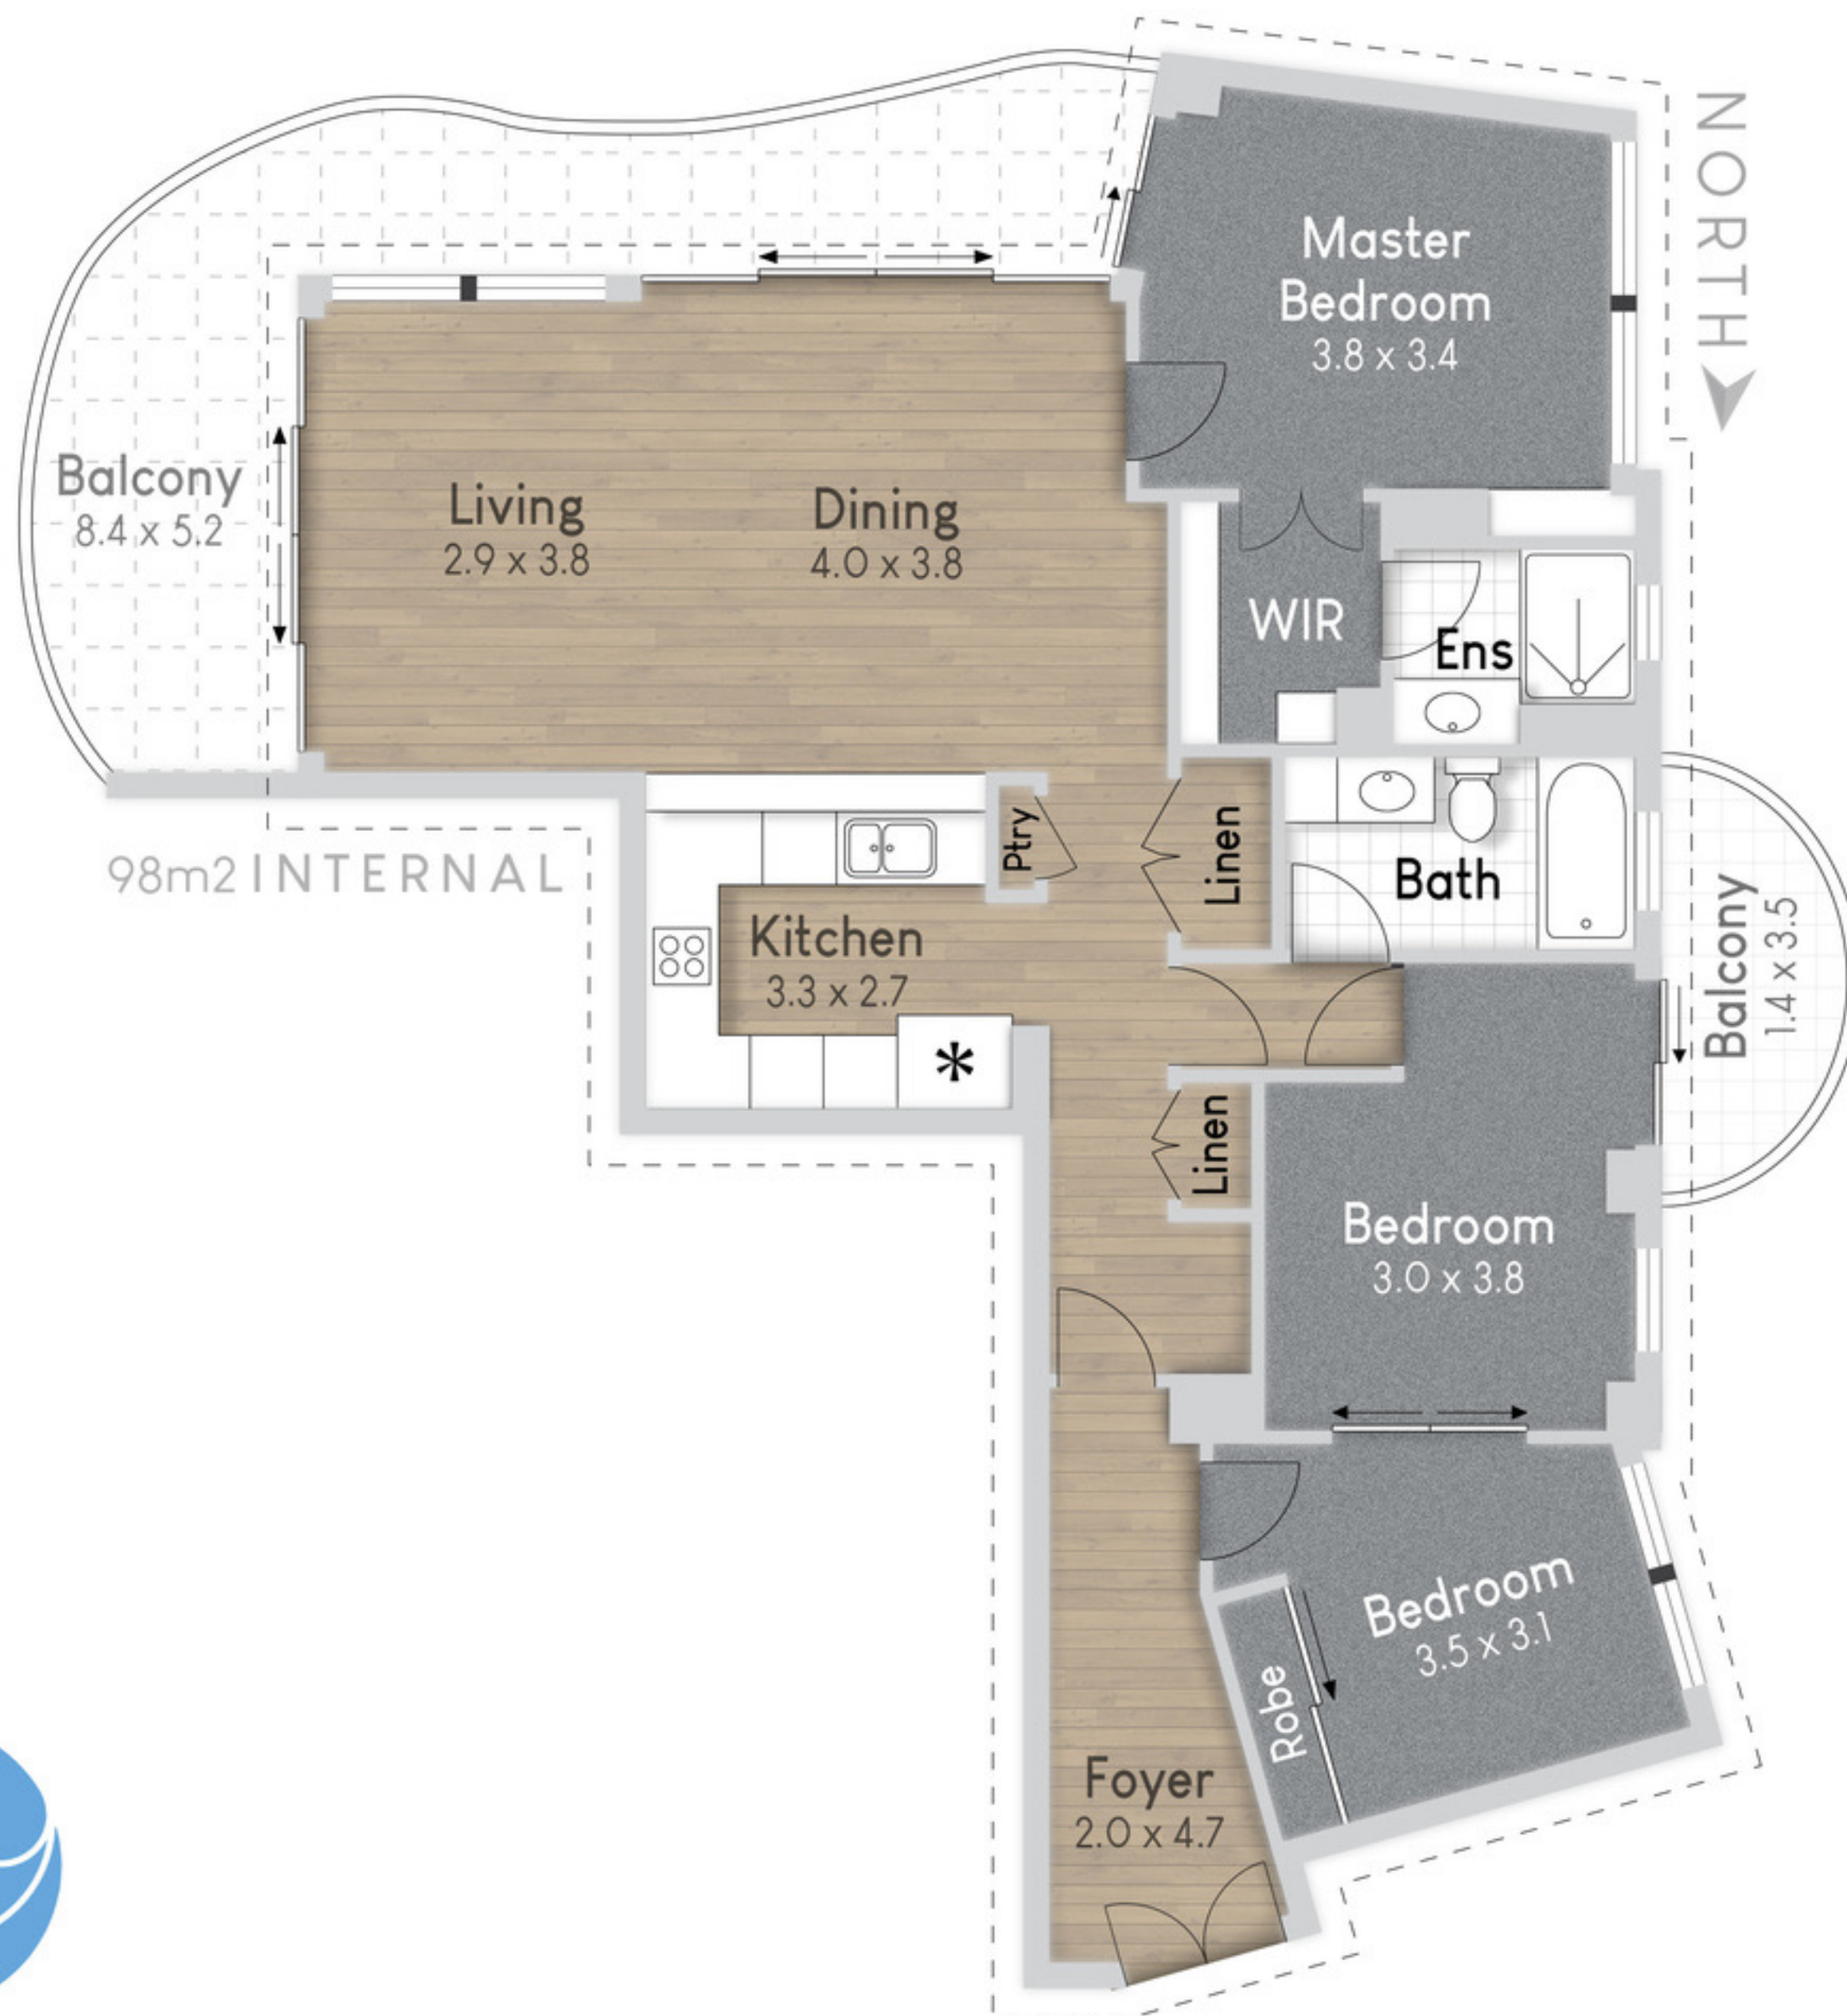 NORTH
Master
Bedroom
3.8 x 3.4
Balcony
8.4 x 5.2
Living
2.9 x 3.8
Dining
4.0 x 3.8
WIR
Ens
98m2 INTERNAL
Ptry
Linen
Bath
Kitchen
3.3 x 2.7
*
Balcony
1.4 x 3.5
Linen
Bedroom
3.0 x 3.8
Bedroom
3.5 x 3.1
Robe
Foyer
2.0 x 4.7